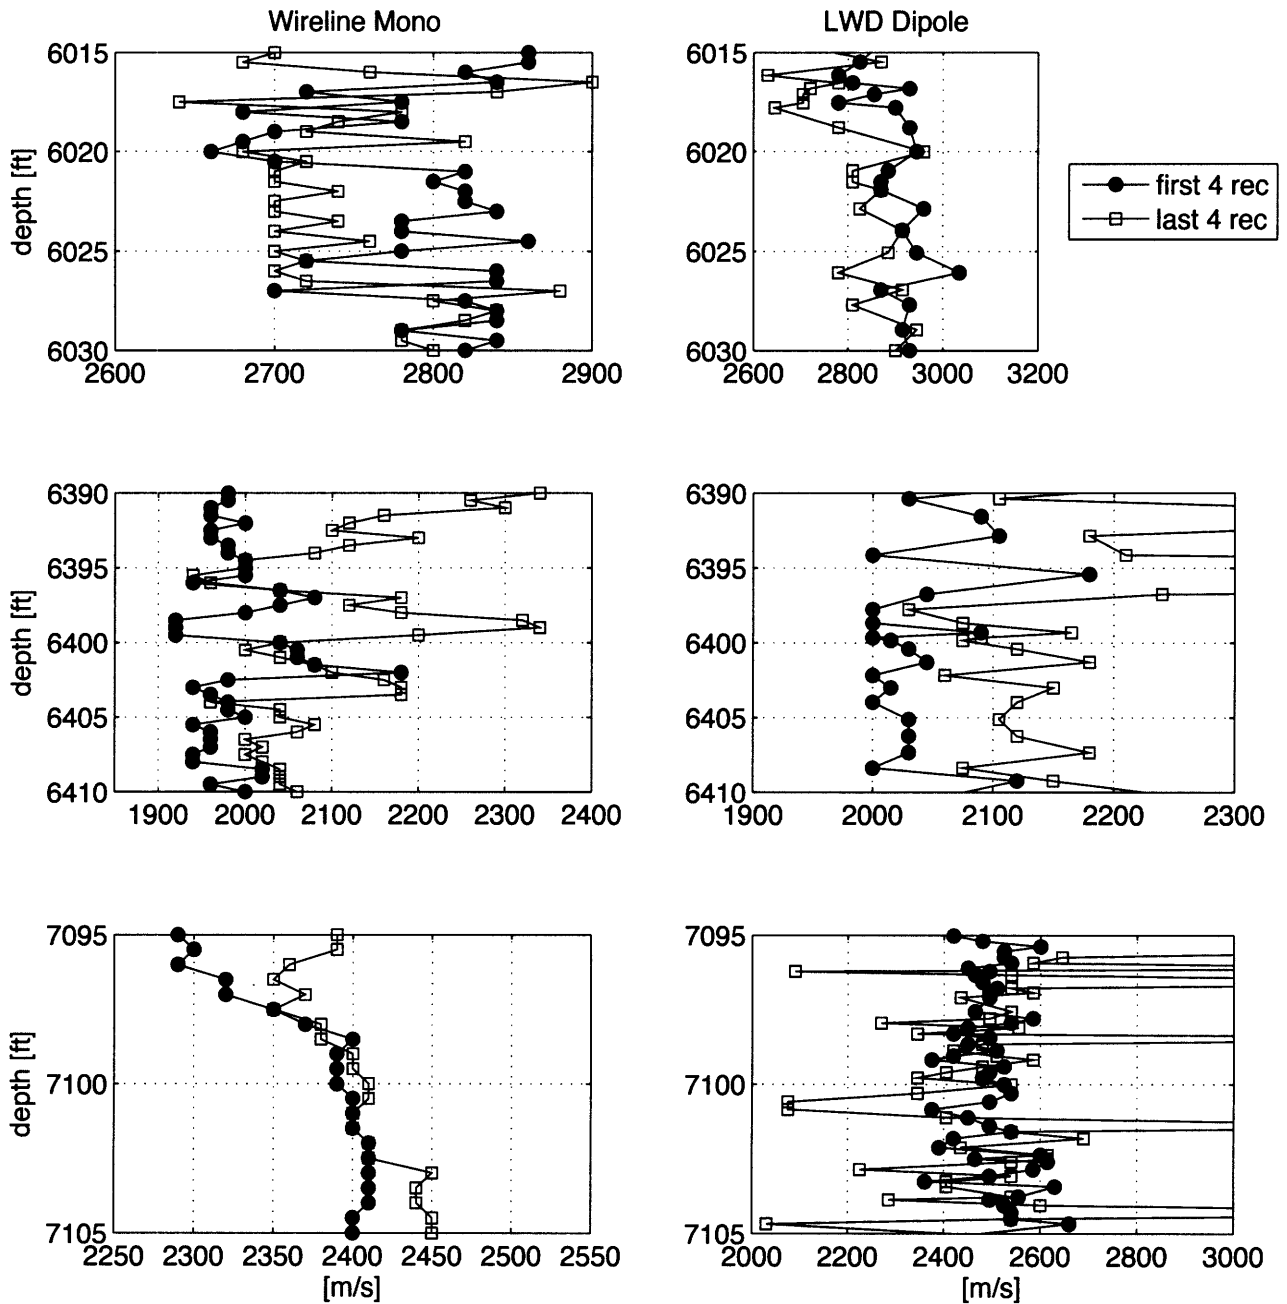 Wireline Mono
LWD Dipole
6015
6020
6025
6030
depth [ft]
2600 2700 2800 2900
6015
6020
6025
6030
2600 2800 3000 3200
first 4 rec
last 4 rec
6390
6395
6400
6405
6410
depth [ft]
1900 2000 2100 2200 2300 2400
6390
6395
6400
6405
6410
1900 2000 2100 2200 2300
7095
7100
7105
depth [ft]
2250 2300 2350 2400 2450 2500 2550
[m/s]
7095
7100
7105
2000 2200 2400 2600 2800 3000
[m/s]